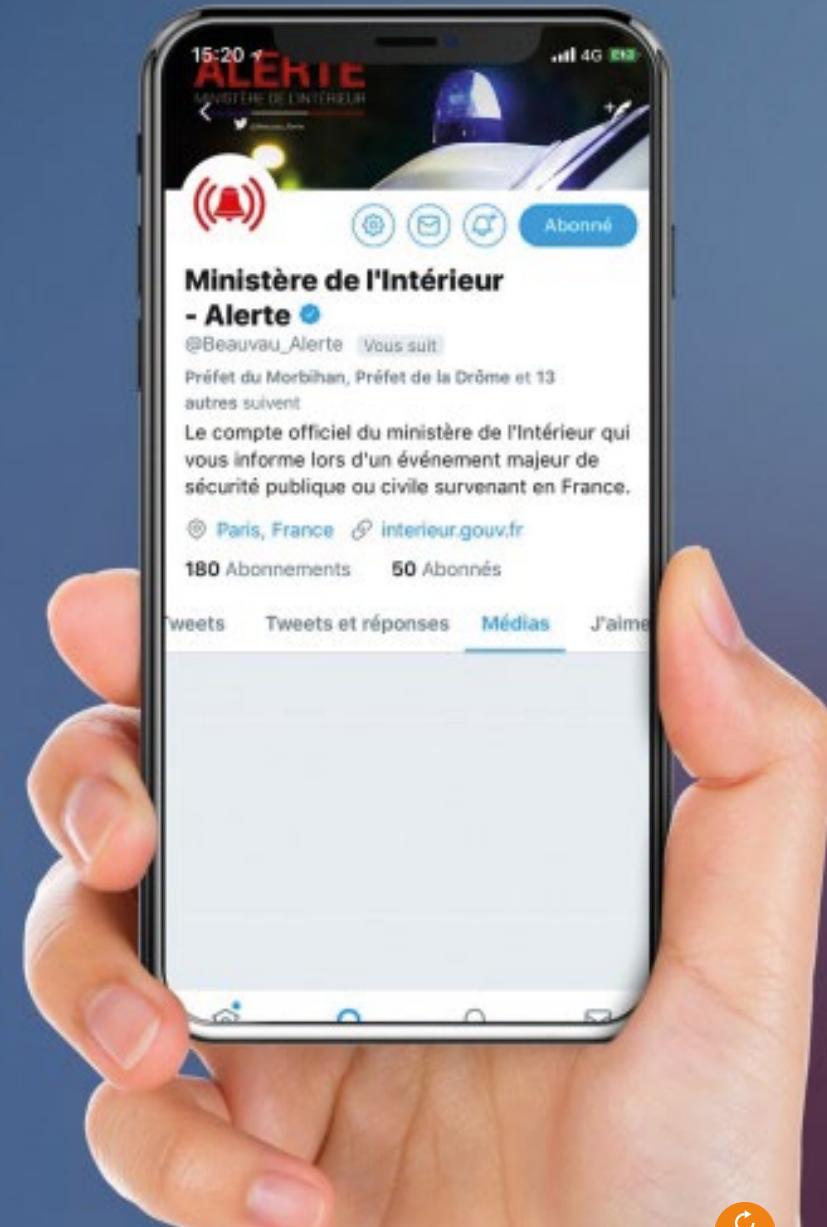 15:20
4G
ALERTE
MINISTÈRE DE L'INTÉRIEUR
Abonné
Ministère de l'Intérieur
- Alerte
@Beauvau_Alerte Vous suit
Préfet du Morbihan, Préfet de la Drôme et 13
autres suivent
Le compte officiel du ministère de l'Intérieur qui
vous informe lors d'un événement majeur de
sécurité publique ou civile survenant en France.
Paris, France interieur.gouv.fr
180 Abonnements 50 Abonnés
Tweets Tweets et réponses Médias J'aime